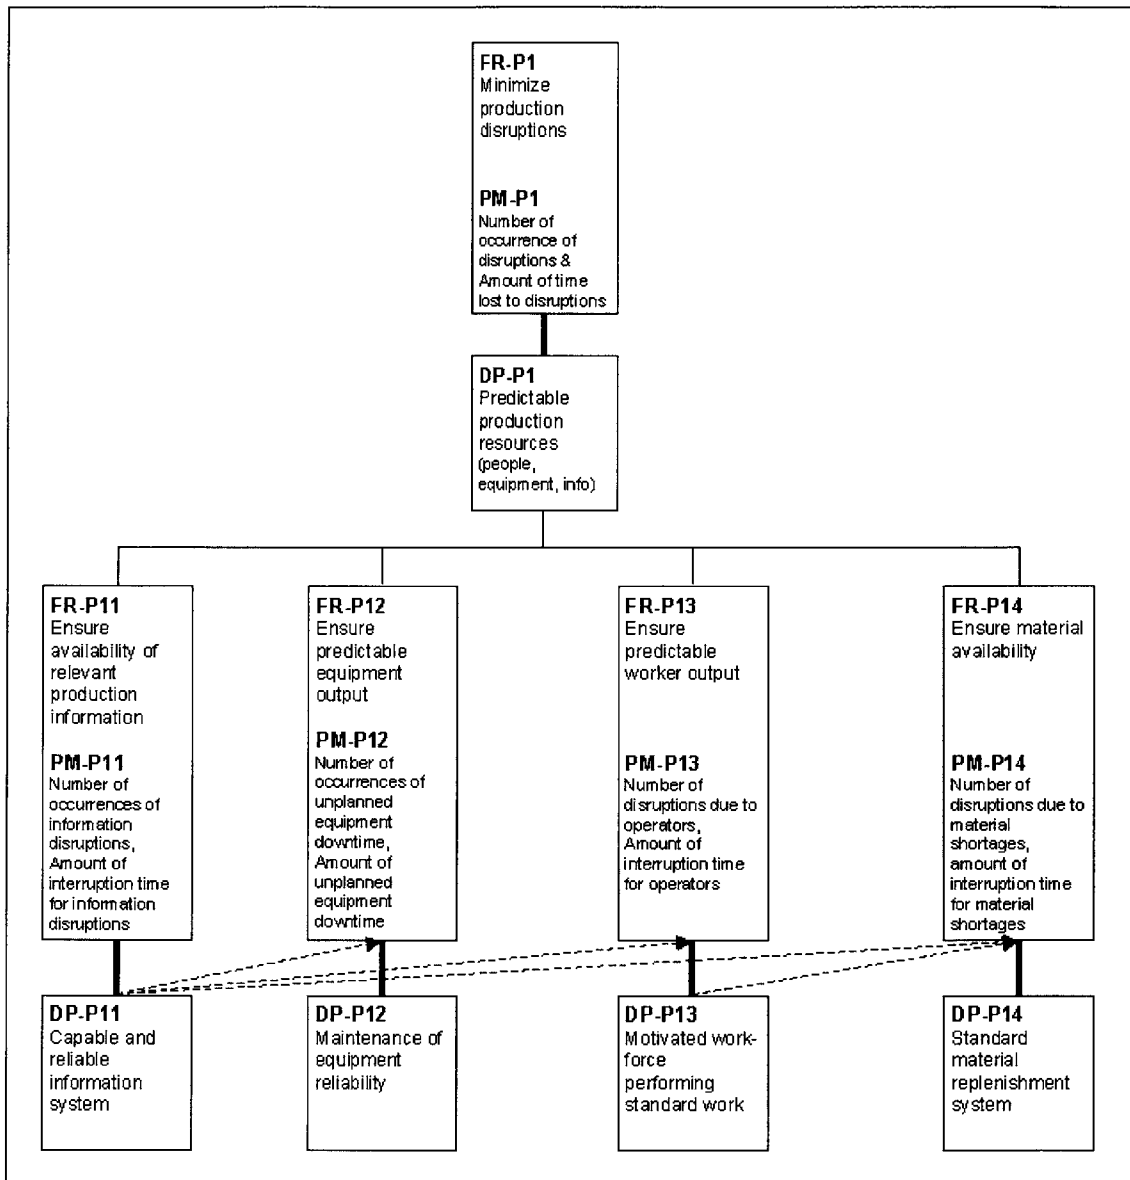 FR-P1
Minimize
production
disruptions
PM-P1
Number of
occurrence of
disruptions &
Amount of time
lost to disruptions
DP-P1
Predictable
production
resources
(people,
equipment, info)
FR-P11
Ensure
availability of
relevant
production
information
PM-P11
Number of
occurrences of
information
disruptions,
Amount of
interruption time
for information
disruptions
FR-P12
Ensure
predictable
equipment
output
PM-P12
Number of
occurrences of
unplanned
equipment
downtime,
Amount of
unplanned
equipment
downtime
FR-P13
Ensure
predictable
worker output
PM-P13
Number of
disruptions due to
operators,
Amount of
interruption time
for operators
FR-P14
Ensure material
availability
PM-P14
Number of
disruptions due to
material
shortages,
amount of
interruption time
for material
shortages
DP-P11
Capable and
reliable
information
system
DP-P12
Maintenance of
equipment
reliability
DP-P13
Motivated work-
force
performing
standard work
DP-P14
Standard
material
replenishment
system